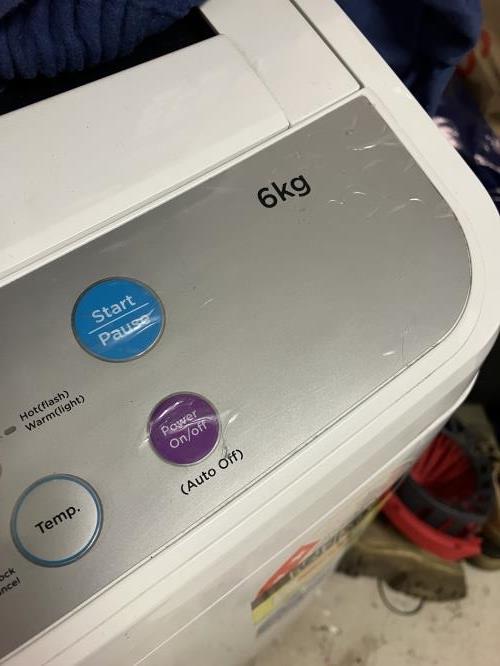 6kg
Start
Pause
Hot(flash)
Warm(light)
Power
On/off
(Auto Off)
Temp.